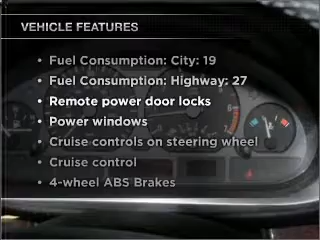 VEHICLE FEATURES
• Fuel Consumption: City: 19
• Fuel Consumption: Highway: 27
• Remote power door locks
• Power windows
• Cruise controls on steering wheel
• Cruise control
• 4-wheel ABS Brakes